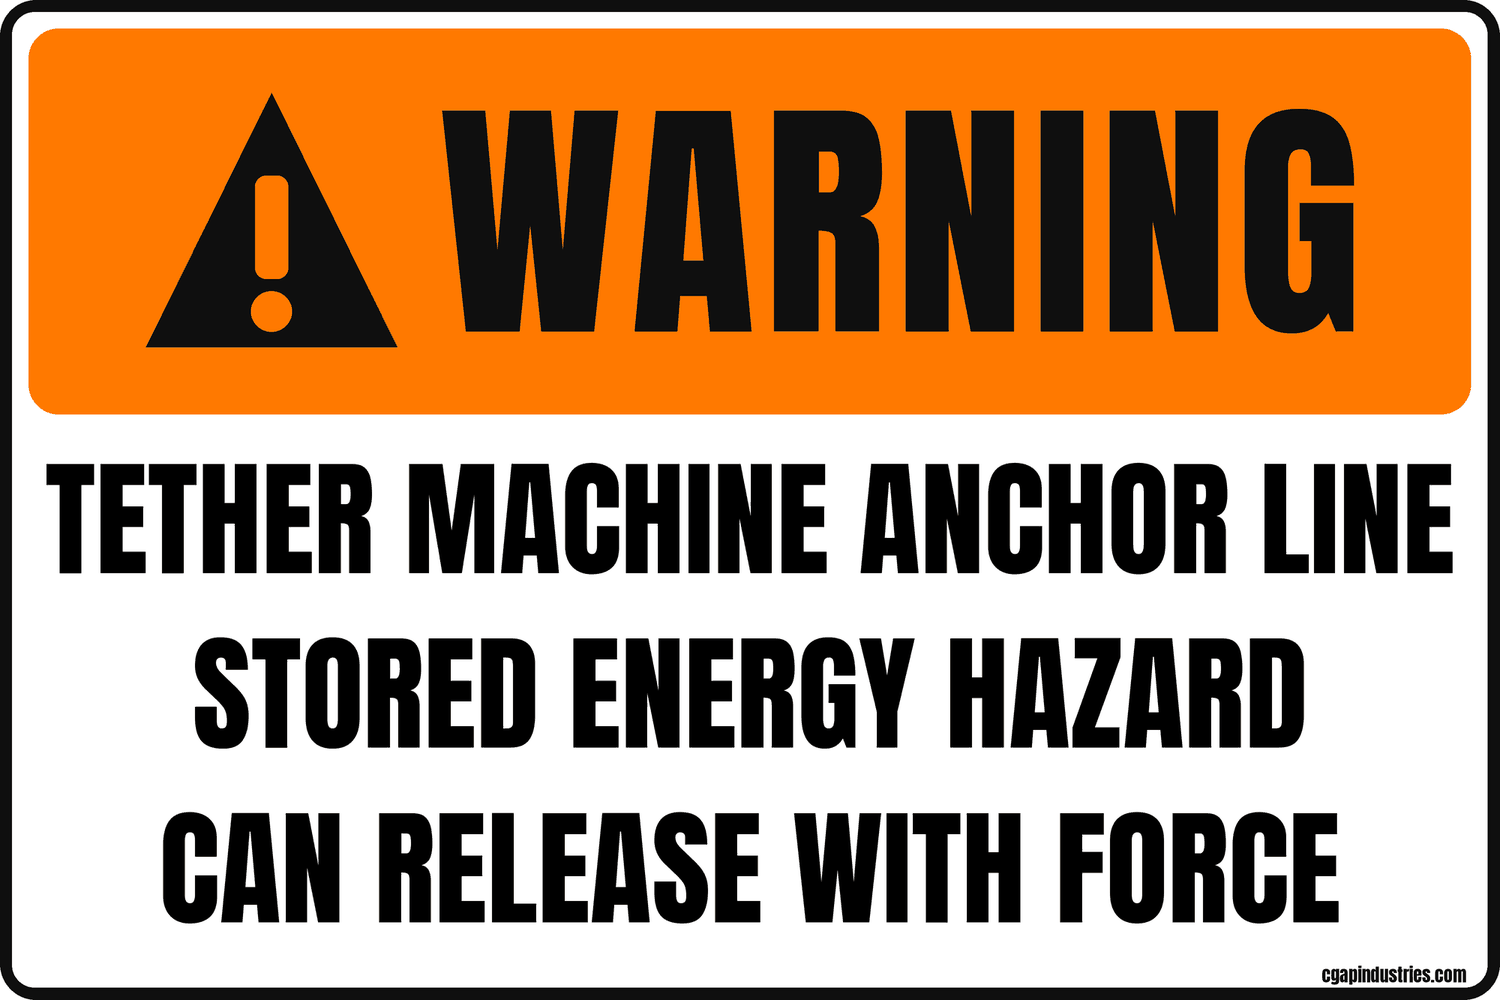 WARNING
TETHER MACHINE ANCHOR LINE
STORED ENERGY HAZARD
CAN RELEASE WITH FORCE
cgapindustries.com